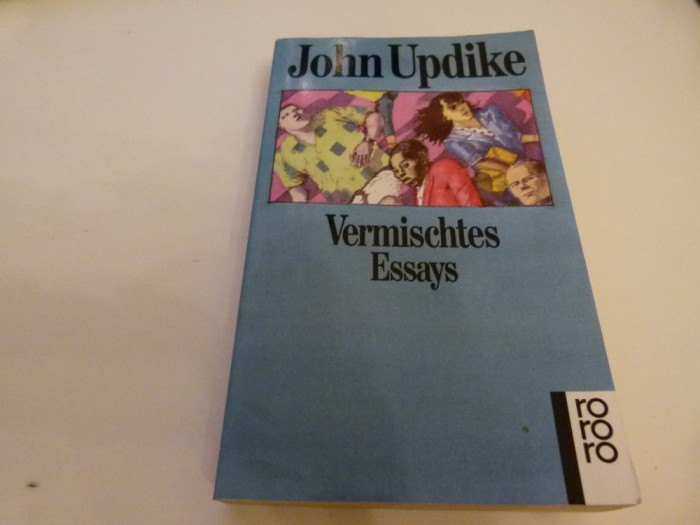 John Updike
Vermischtes
Essays
ro
ro
ro